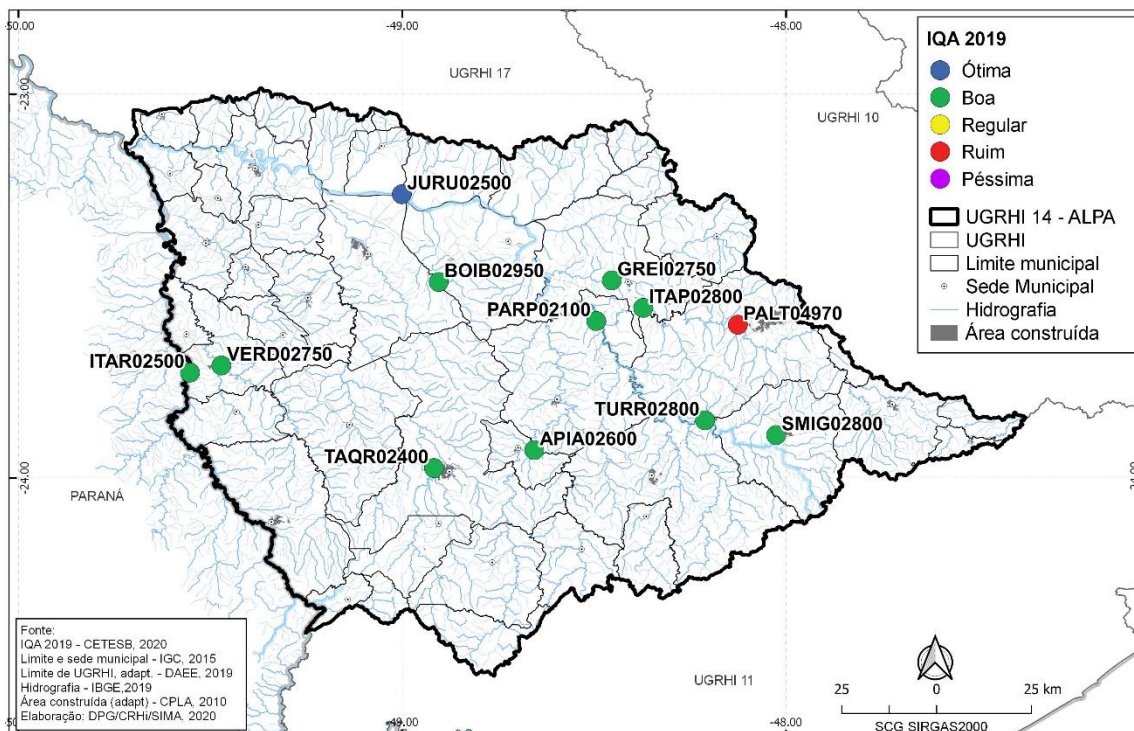 -50.00
-49.00
-48.00
-23.00
UGRHI 17
UGRHI 10
IQA 2019
Ótima
Boa
Regular
Ruim
Péssima
UGRHI 14 - ALPA
UGRHI
Limite municipal
Sede Municipal
Hidrografia
Área construída
JURU02500
BOIB02950
GREI02750
ITAP02800
PARP02100
PALT04970
ITAR02500
VERD02750
TURR02800
SMIG02800
APIA02600
TAQR02400
-24.00
PARANÁ
UGRHI 11
Fonte:
IQA 2019 - CETESB, 2020
Limite e sede municipal - IGC, 2015
Limite de UGRHI, adapt. - DAEE, 2019
Hidrografia - IBGE,2019
Área construída (adapt) - CPLA, 2010
Elaboração: DPG/CRHi/SIMA, 2020
25 0 25 km
SCG SIRGAS2000
-49.00
-48.00